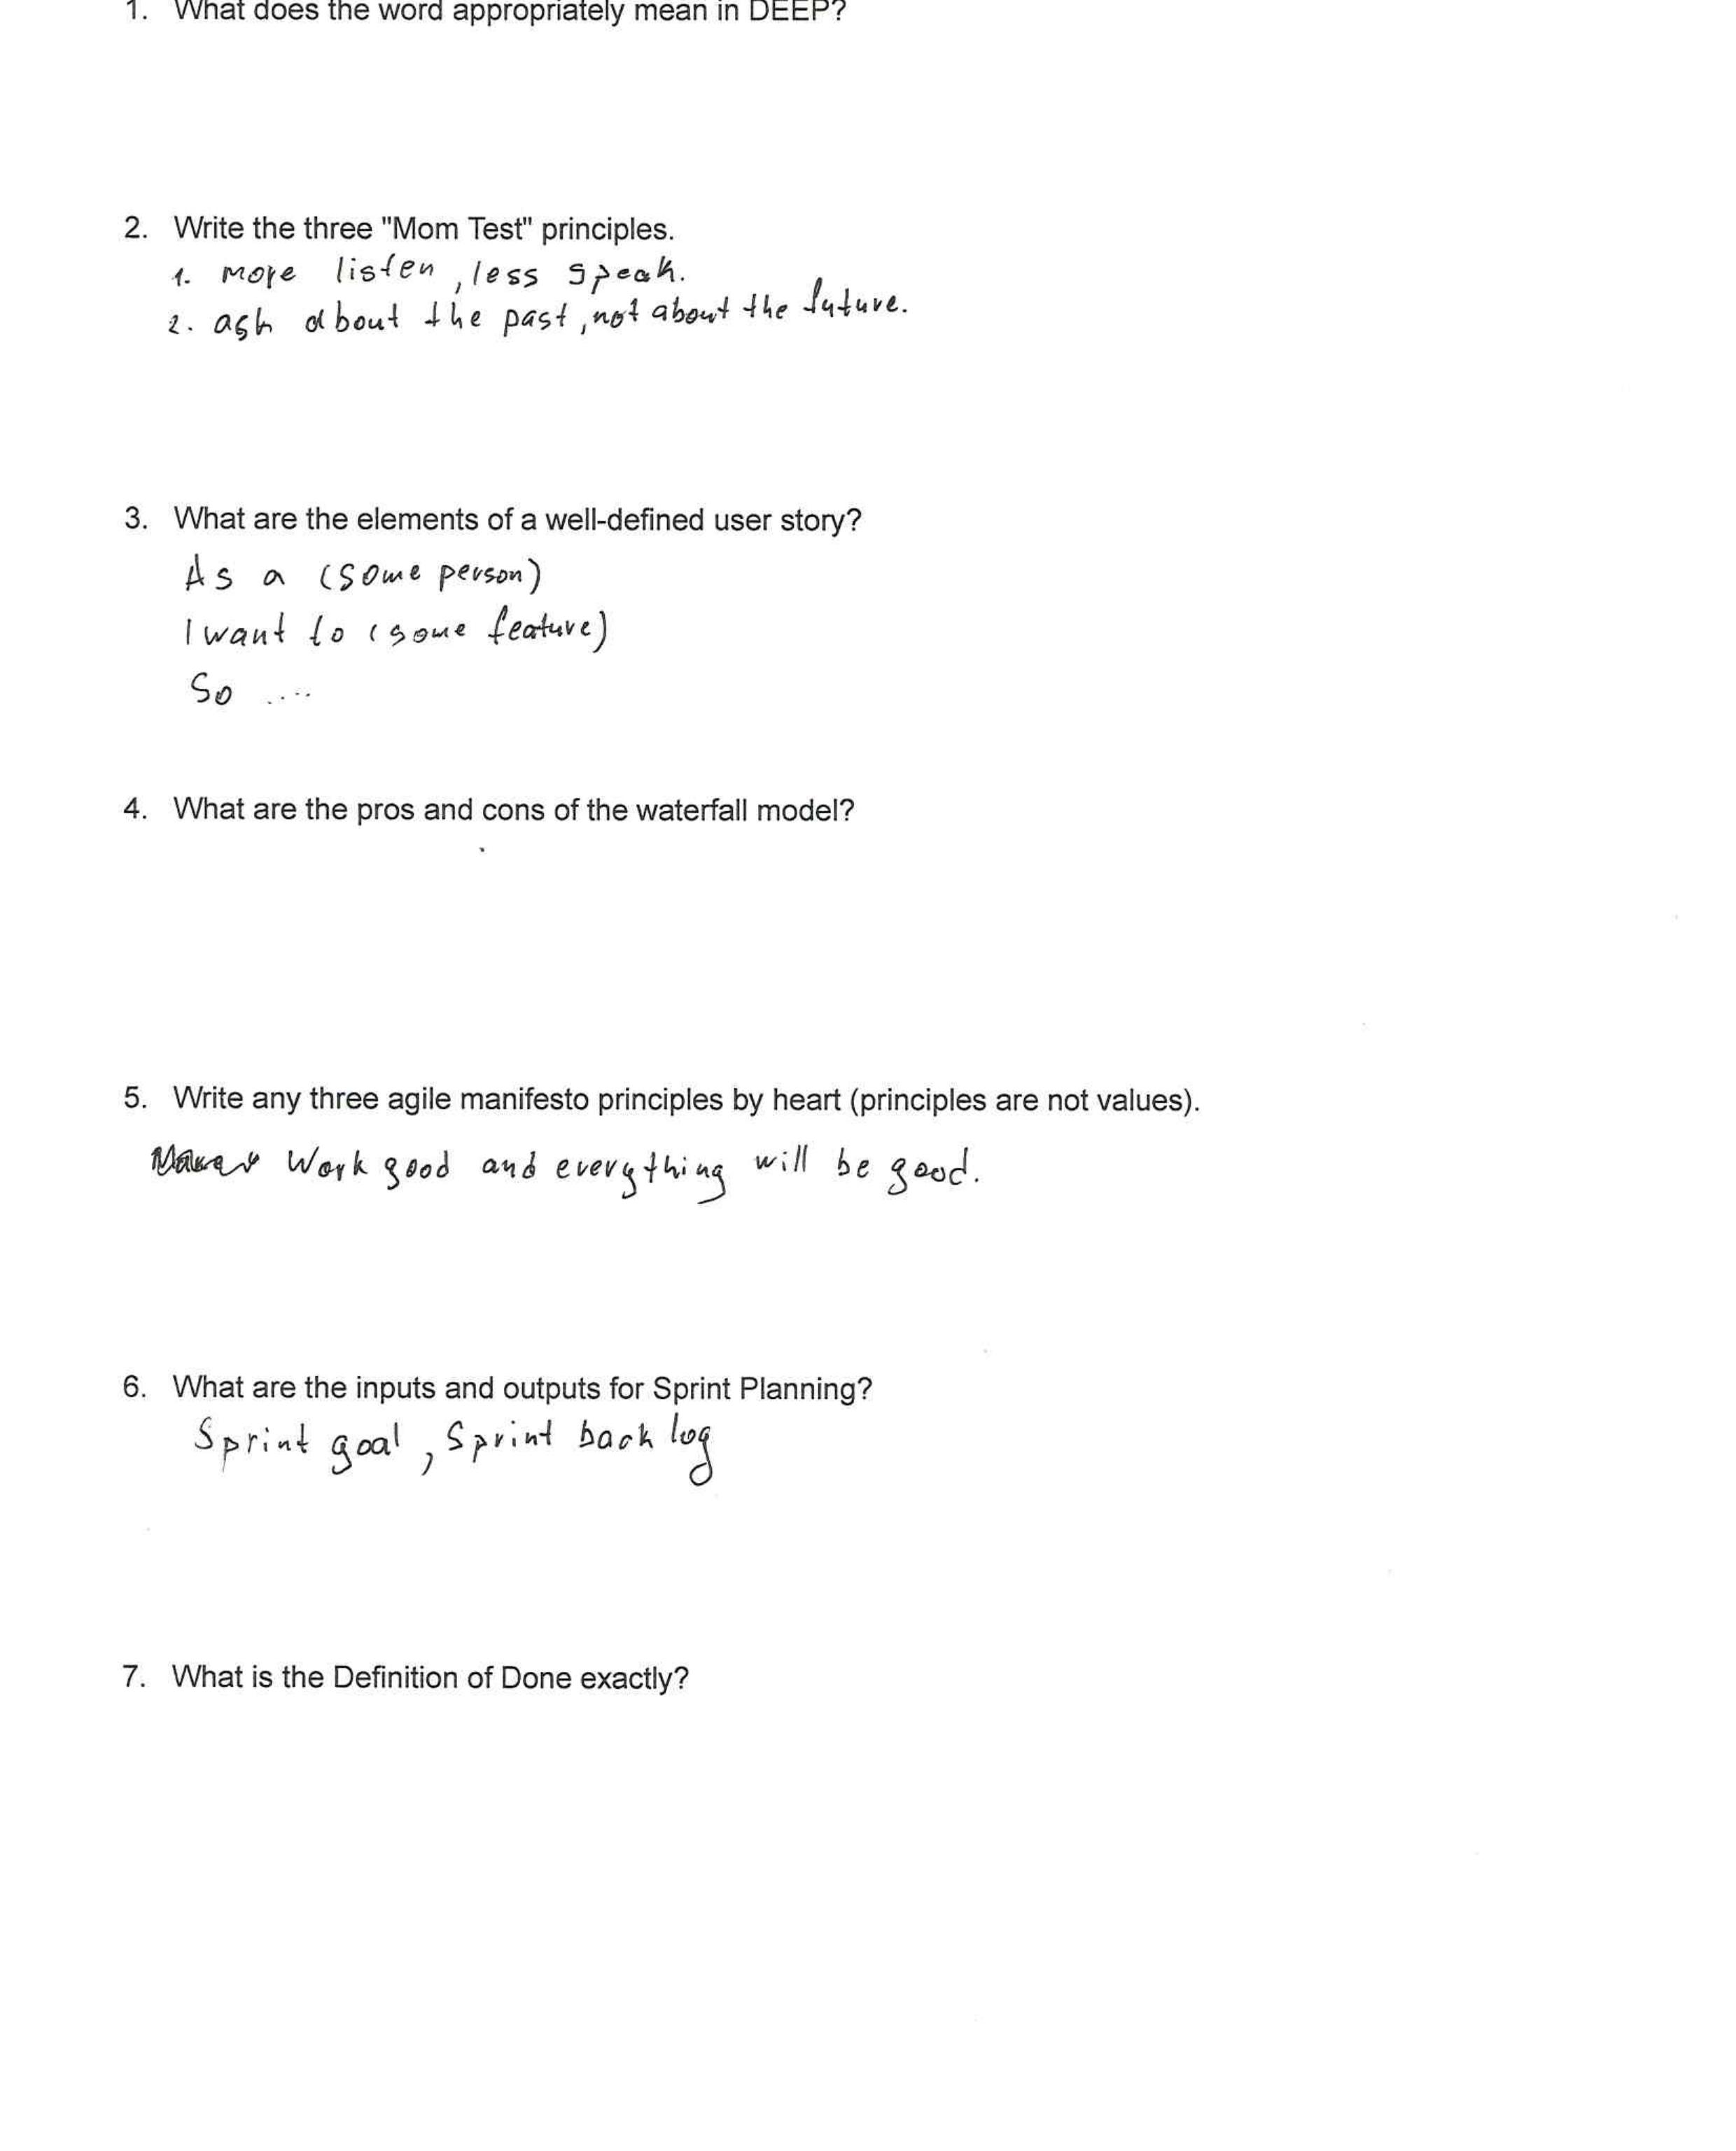 1. What does the word appropriately mean in DEEP?
2. Write the three "Mom Test" principles.
1. more listen, less speak.
2. ask about the past, not about the future.
3. What are the elements of a well-defined user story?
As a (some person)
I want to (some feature)
So ....
4. What are the pros and cons of the waterfall model?
5. Write any three agile manifesto principles by heart (principles are not values).
Work good and everything will be good.
6. What are the inputs and outputs for Sprint Planning?
Sprint goal, Sprint back log
7. What is the Definition of Done exactly?